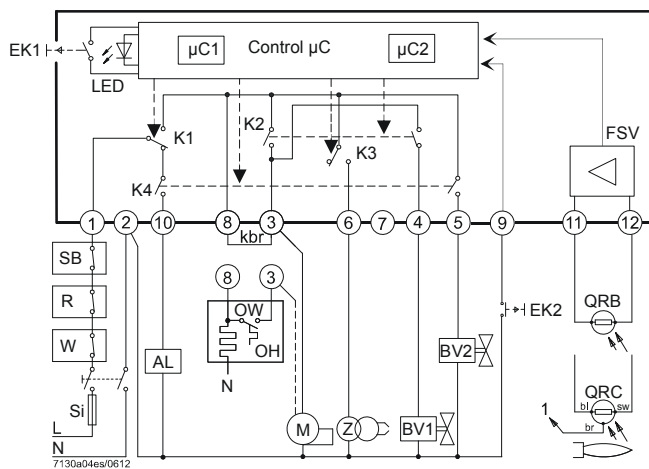 EK1
LED
µC1
Control µC
µC2
FSV
K1
K2
K3
K4
1
2
10
8
3
6
7
4
5
9
11
12
kbr
SB
R
W
Si
L
N
8
3
OW
OH
N
AL
M
Z
BV1
BV2
EK2
QRB
QRC
bl
sw
br
1
7130a04es/0612